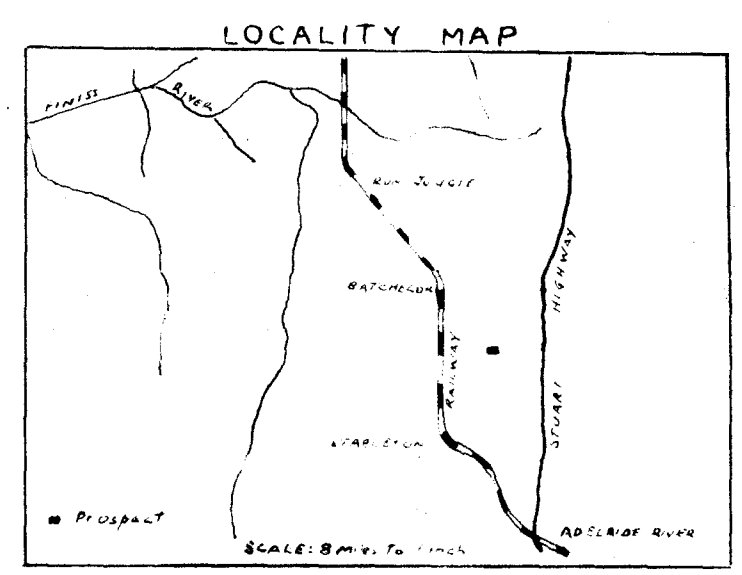 LOCALITY MAP
FINISS RIVER
RUM JUNGLE
BATCHELOR
STUART HIGHWAY
RAILWAY
STAPLETON
Prospect
ADELAIDE RIVER
SCALE: 8 Miles To 1 inch